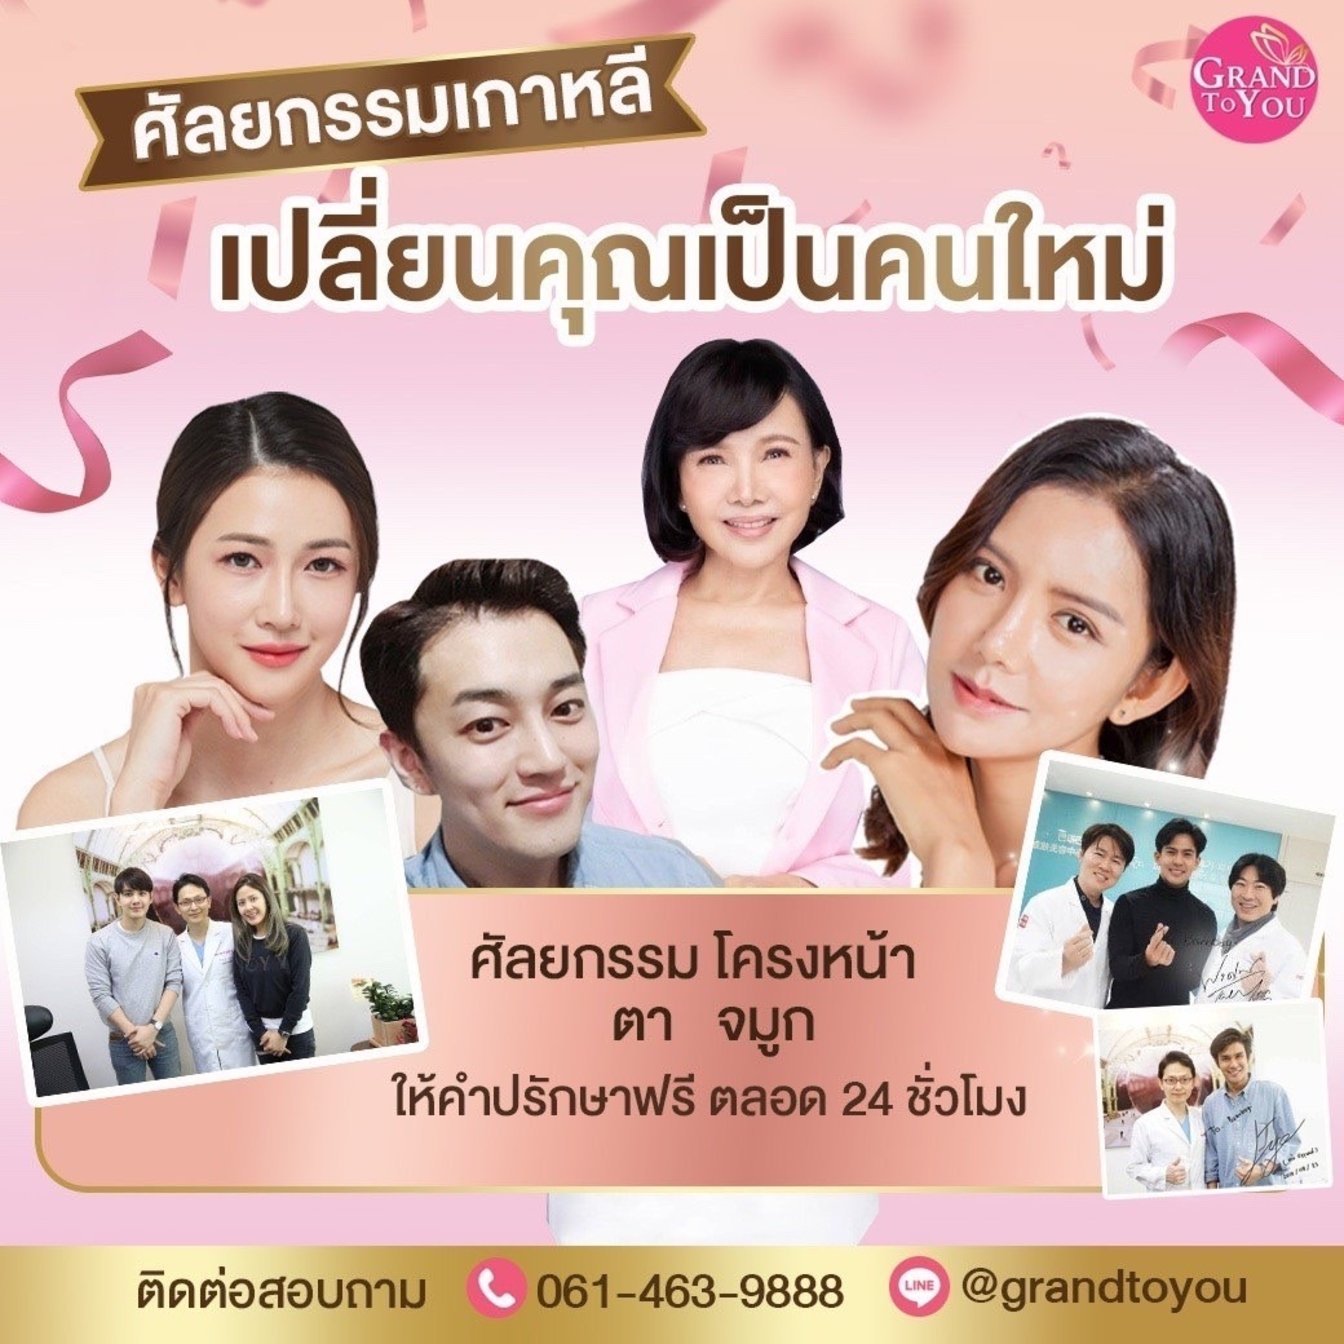 ศัลยกรรมเกาหลี
GRAND
TO YOU
เปลี่ยนคุณเป็นคนใหม่
ศัลยกรรม โครงหน้า
ตา จมูก
ให้คำปรึกษาฟรี ตลอด 24 ชั่วโมง
ติดต่อสอบถาม 061-463-9888 LINE @grandtoyou